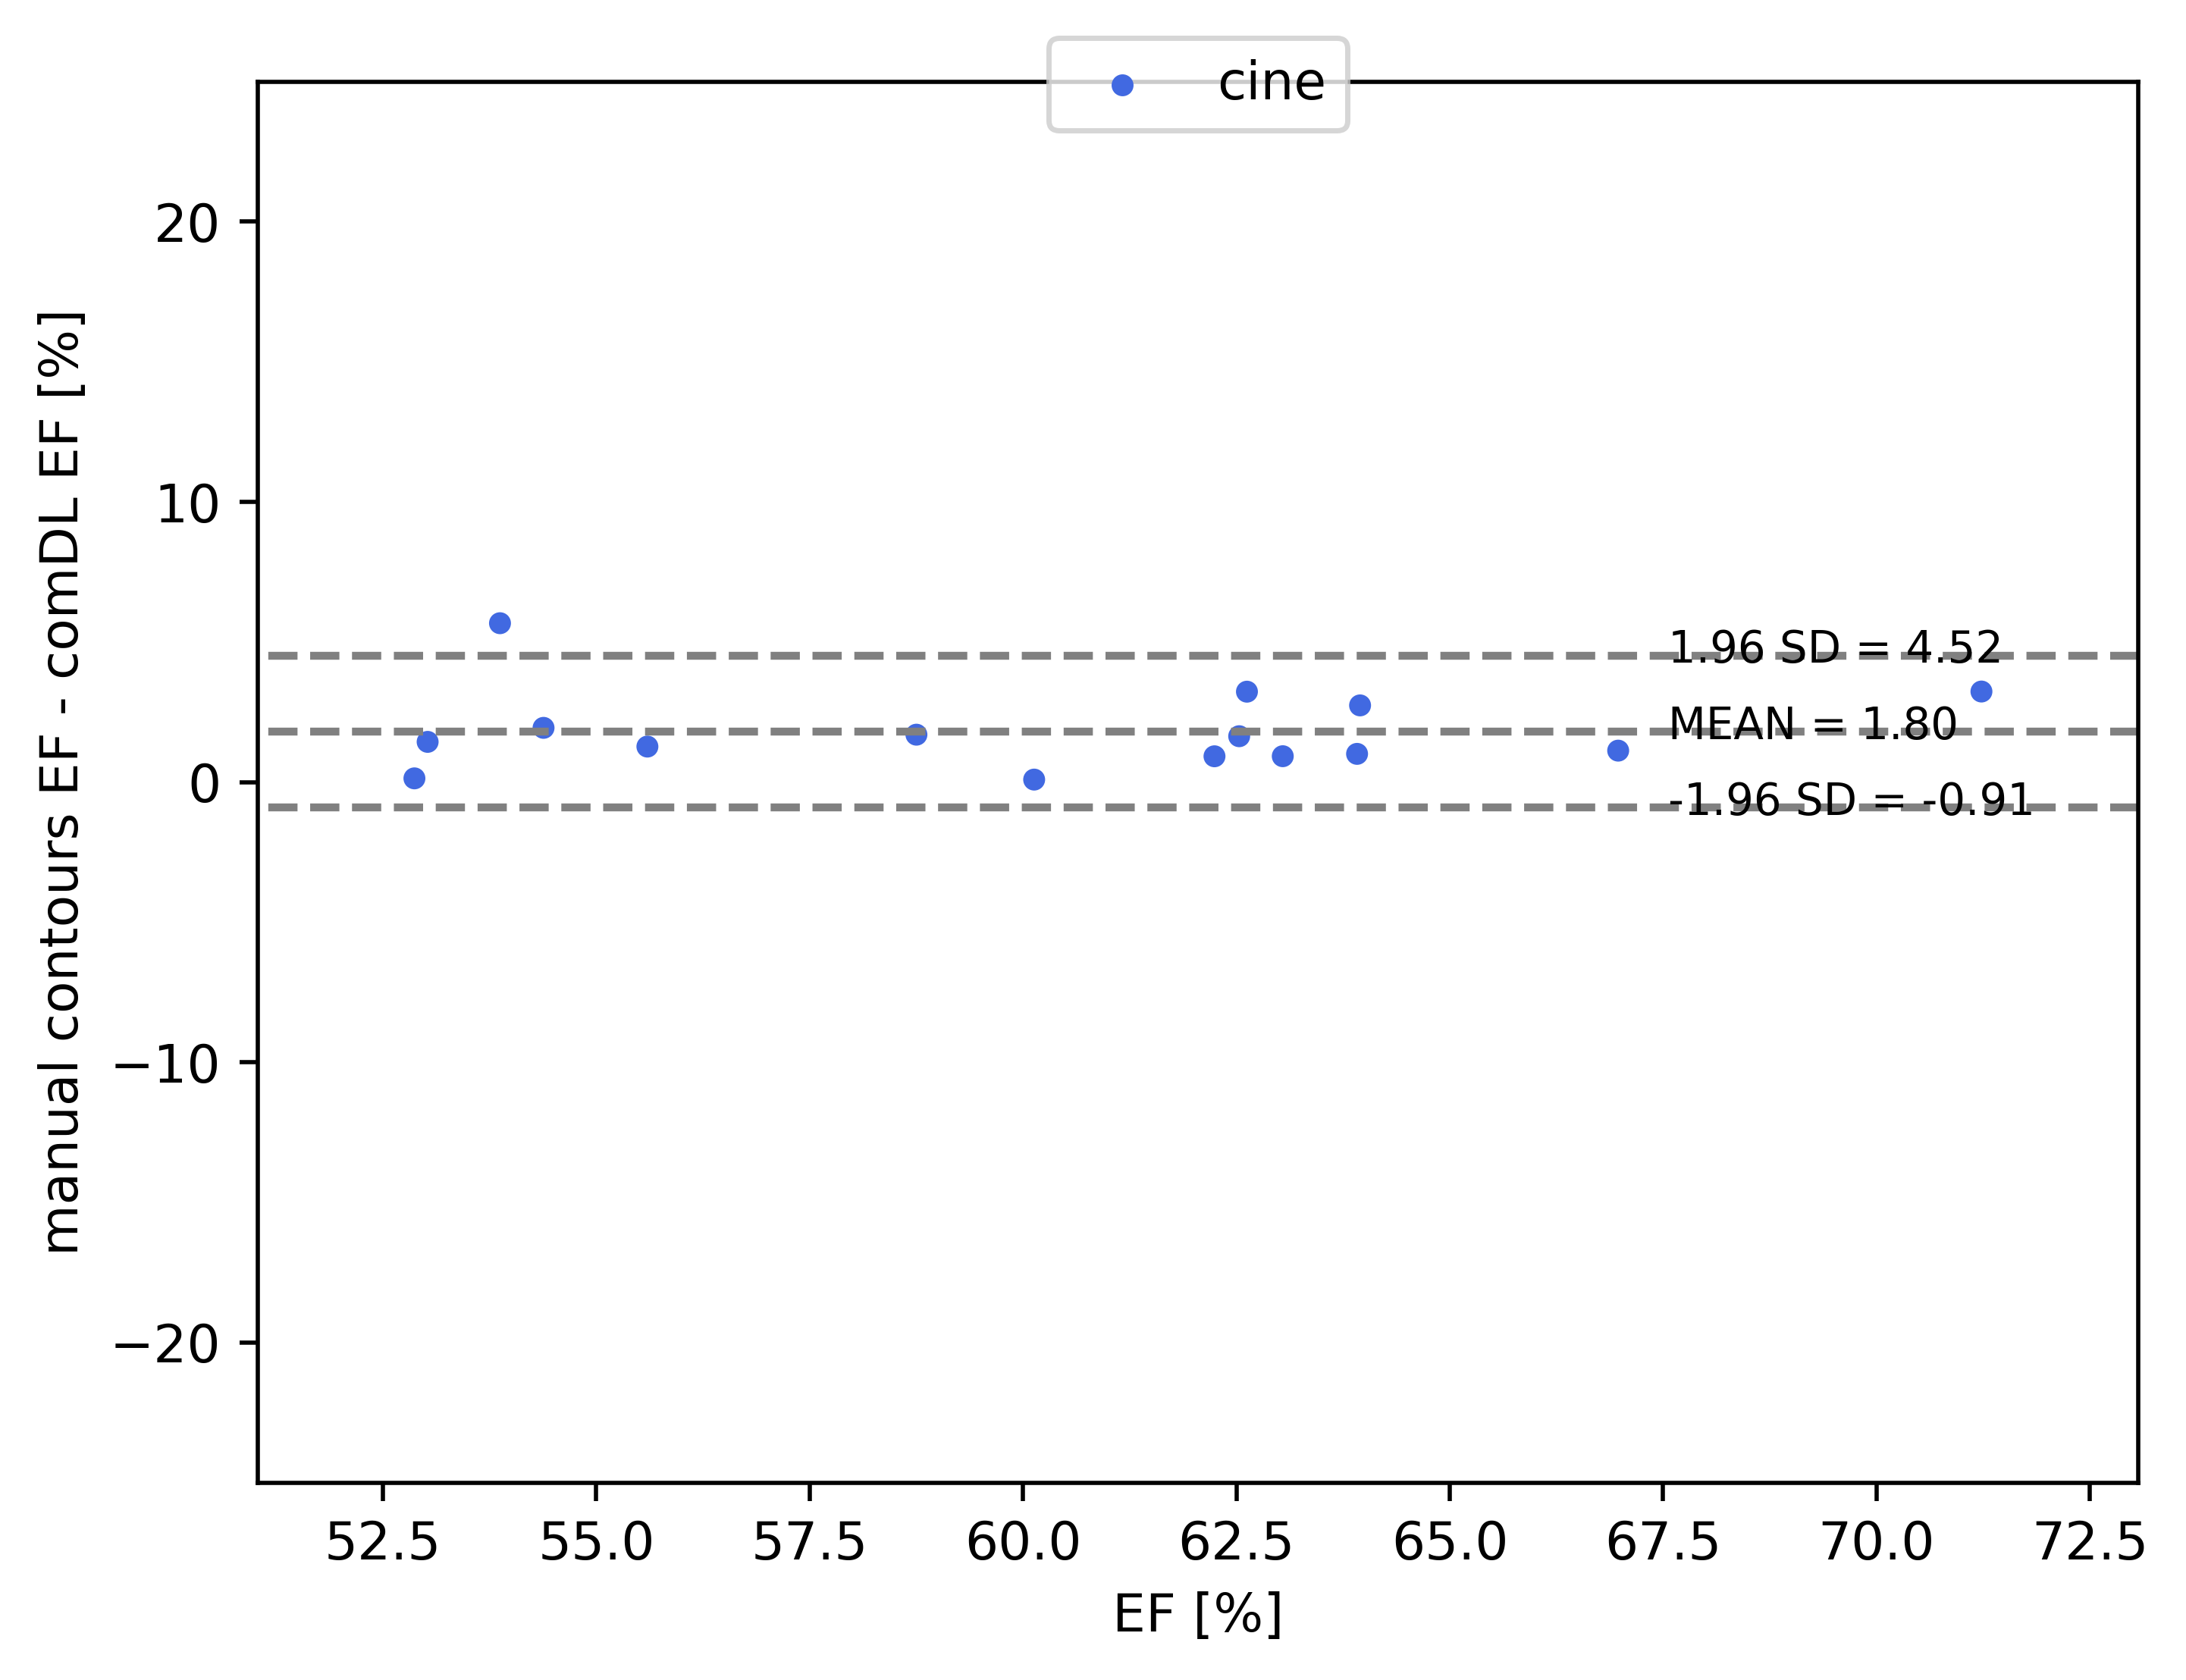 cine
manual contours EF - comDL EF [%]
20
10
0
−10
−20
1.96 SD = 4.52
MEAN = 1.80
-1.96 SD = -0.91
52.5 55.0 57.5 60.0 62.5 65.0 67.5 70.0 72.5
EF [%]